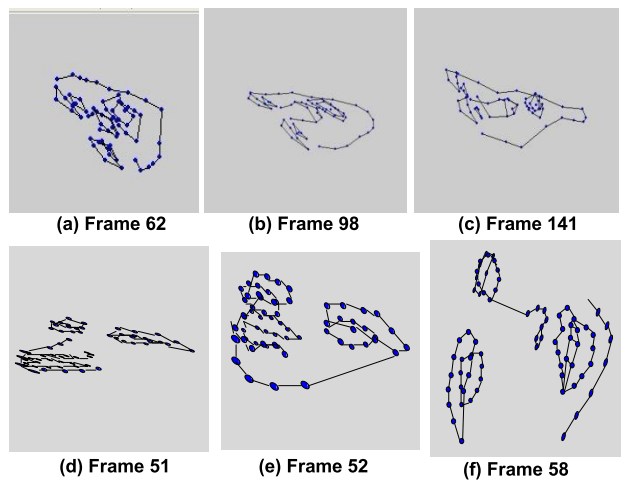 (a) Frame 62
(b) Frame 98
(c) Frame 141
(d) Frame 51
(e) Frame 52
(f) Frame 58